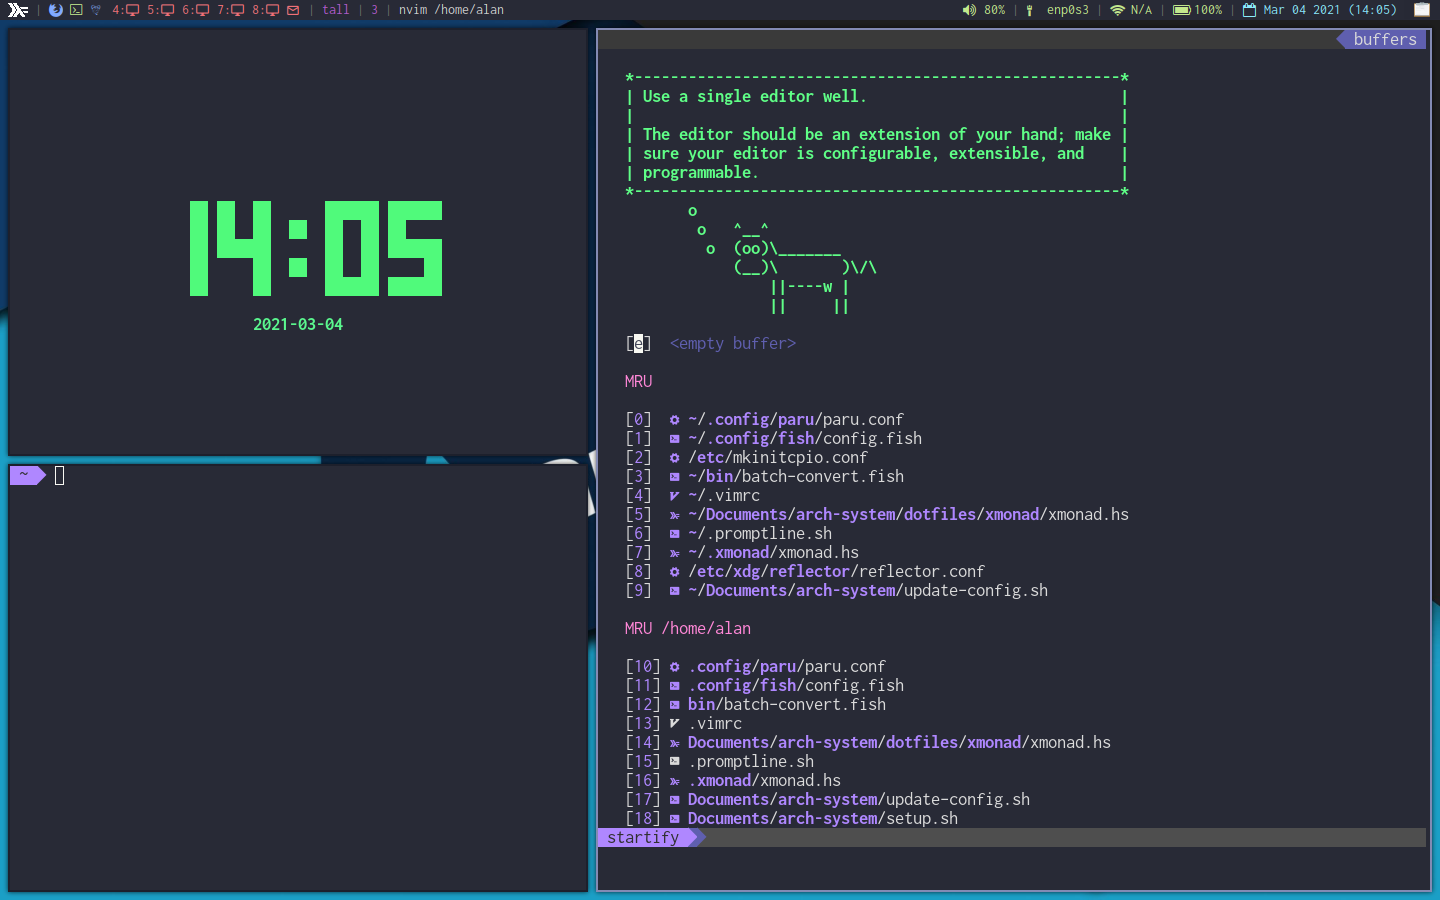 4: 5: 6: 7: 8: | tall | 3 | nvim /home/alan
80% | enp0s3 | N/A | 100% | Mar 04 2021 (14:05)
14:05
2021-03-04
~
buffers
*------------------------------------------------------*
| Use a single editor well.                            |
|                                                      |
| The editor should be an extension of your hand; make |
| sure your editor is configurable, extensible, and    |
| programmable.                                        |
*------------------------------------------------------*
       o
        o   ^__^
         o  (oo)\_______
            (__)\       )\/\
                ||----w |
                ||     ||
[e]  <empty buffer>
MRU
[0] ~/.config/paru/paru.conf
[1] ~/.config/fish/config.fish
[2] /etc/mkinitcpio.conf
[3] ~/bin/batch-convert.fish
[4] ~/.vimrc
[5] ~/Documents/arch-system/dotfiles/xmonad/xmonad.hs
[6] ~/.promptline.sh
[7] ~/.xmonad/xmonad.hs
[8] /etc/xdg/reflector/reflector.conf
[9] ~/Documents/arch-system/update-config.sh
MRU /home/alan
[10] .config/paru/paru.conf
[11] .config/fish/config.fish
[12] bin/batch-convert.fish
[13] .vimrc
[14] Documents/arch-system/dotfiles/xmonad/xmonad.hs
[15] .promptline.sh
[16] .xmonad/xmonad.hs
[17] Documents/arch-system/update-config.sh
[18] Documents/arch-system/setup.sh
startify